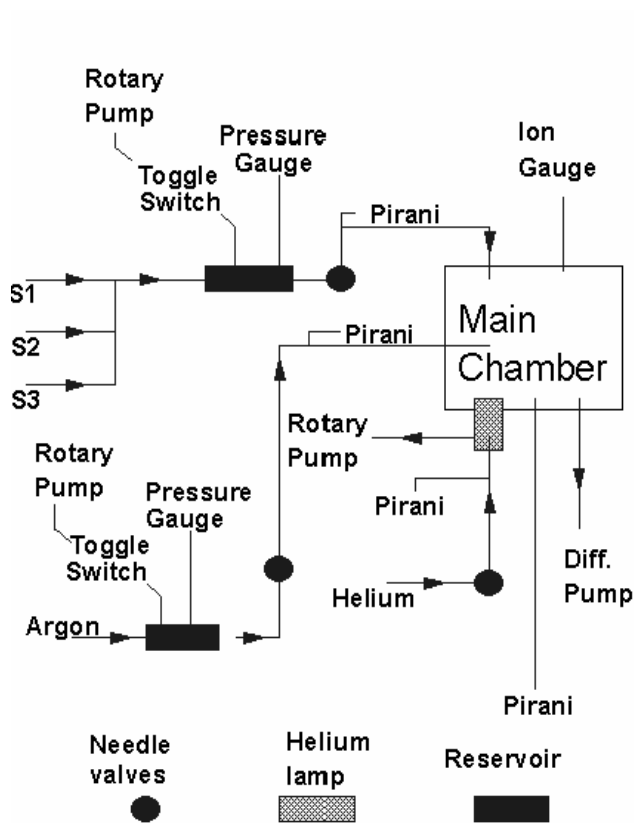 Rotary
Pump
Ion
Gauge
Pressure
Gauge
Toggle
Switch
Pirani
S1
Main
Chamber
S2
Pirani
S3
Rotary
Pump
Rotary
Pump
Pressure
Gauge
Pirani
Toggle
Switch
Diff.
Pump
Helium
Argon
Pirani
Needle
valves
Helium
lamp
Reservoir